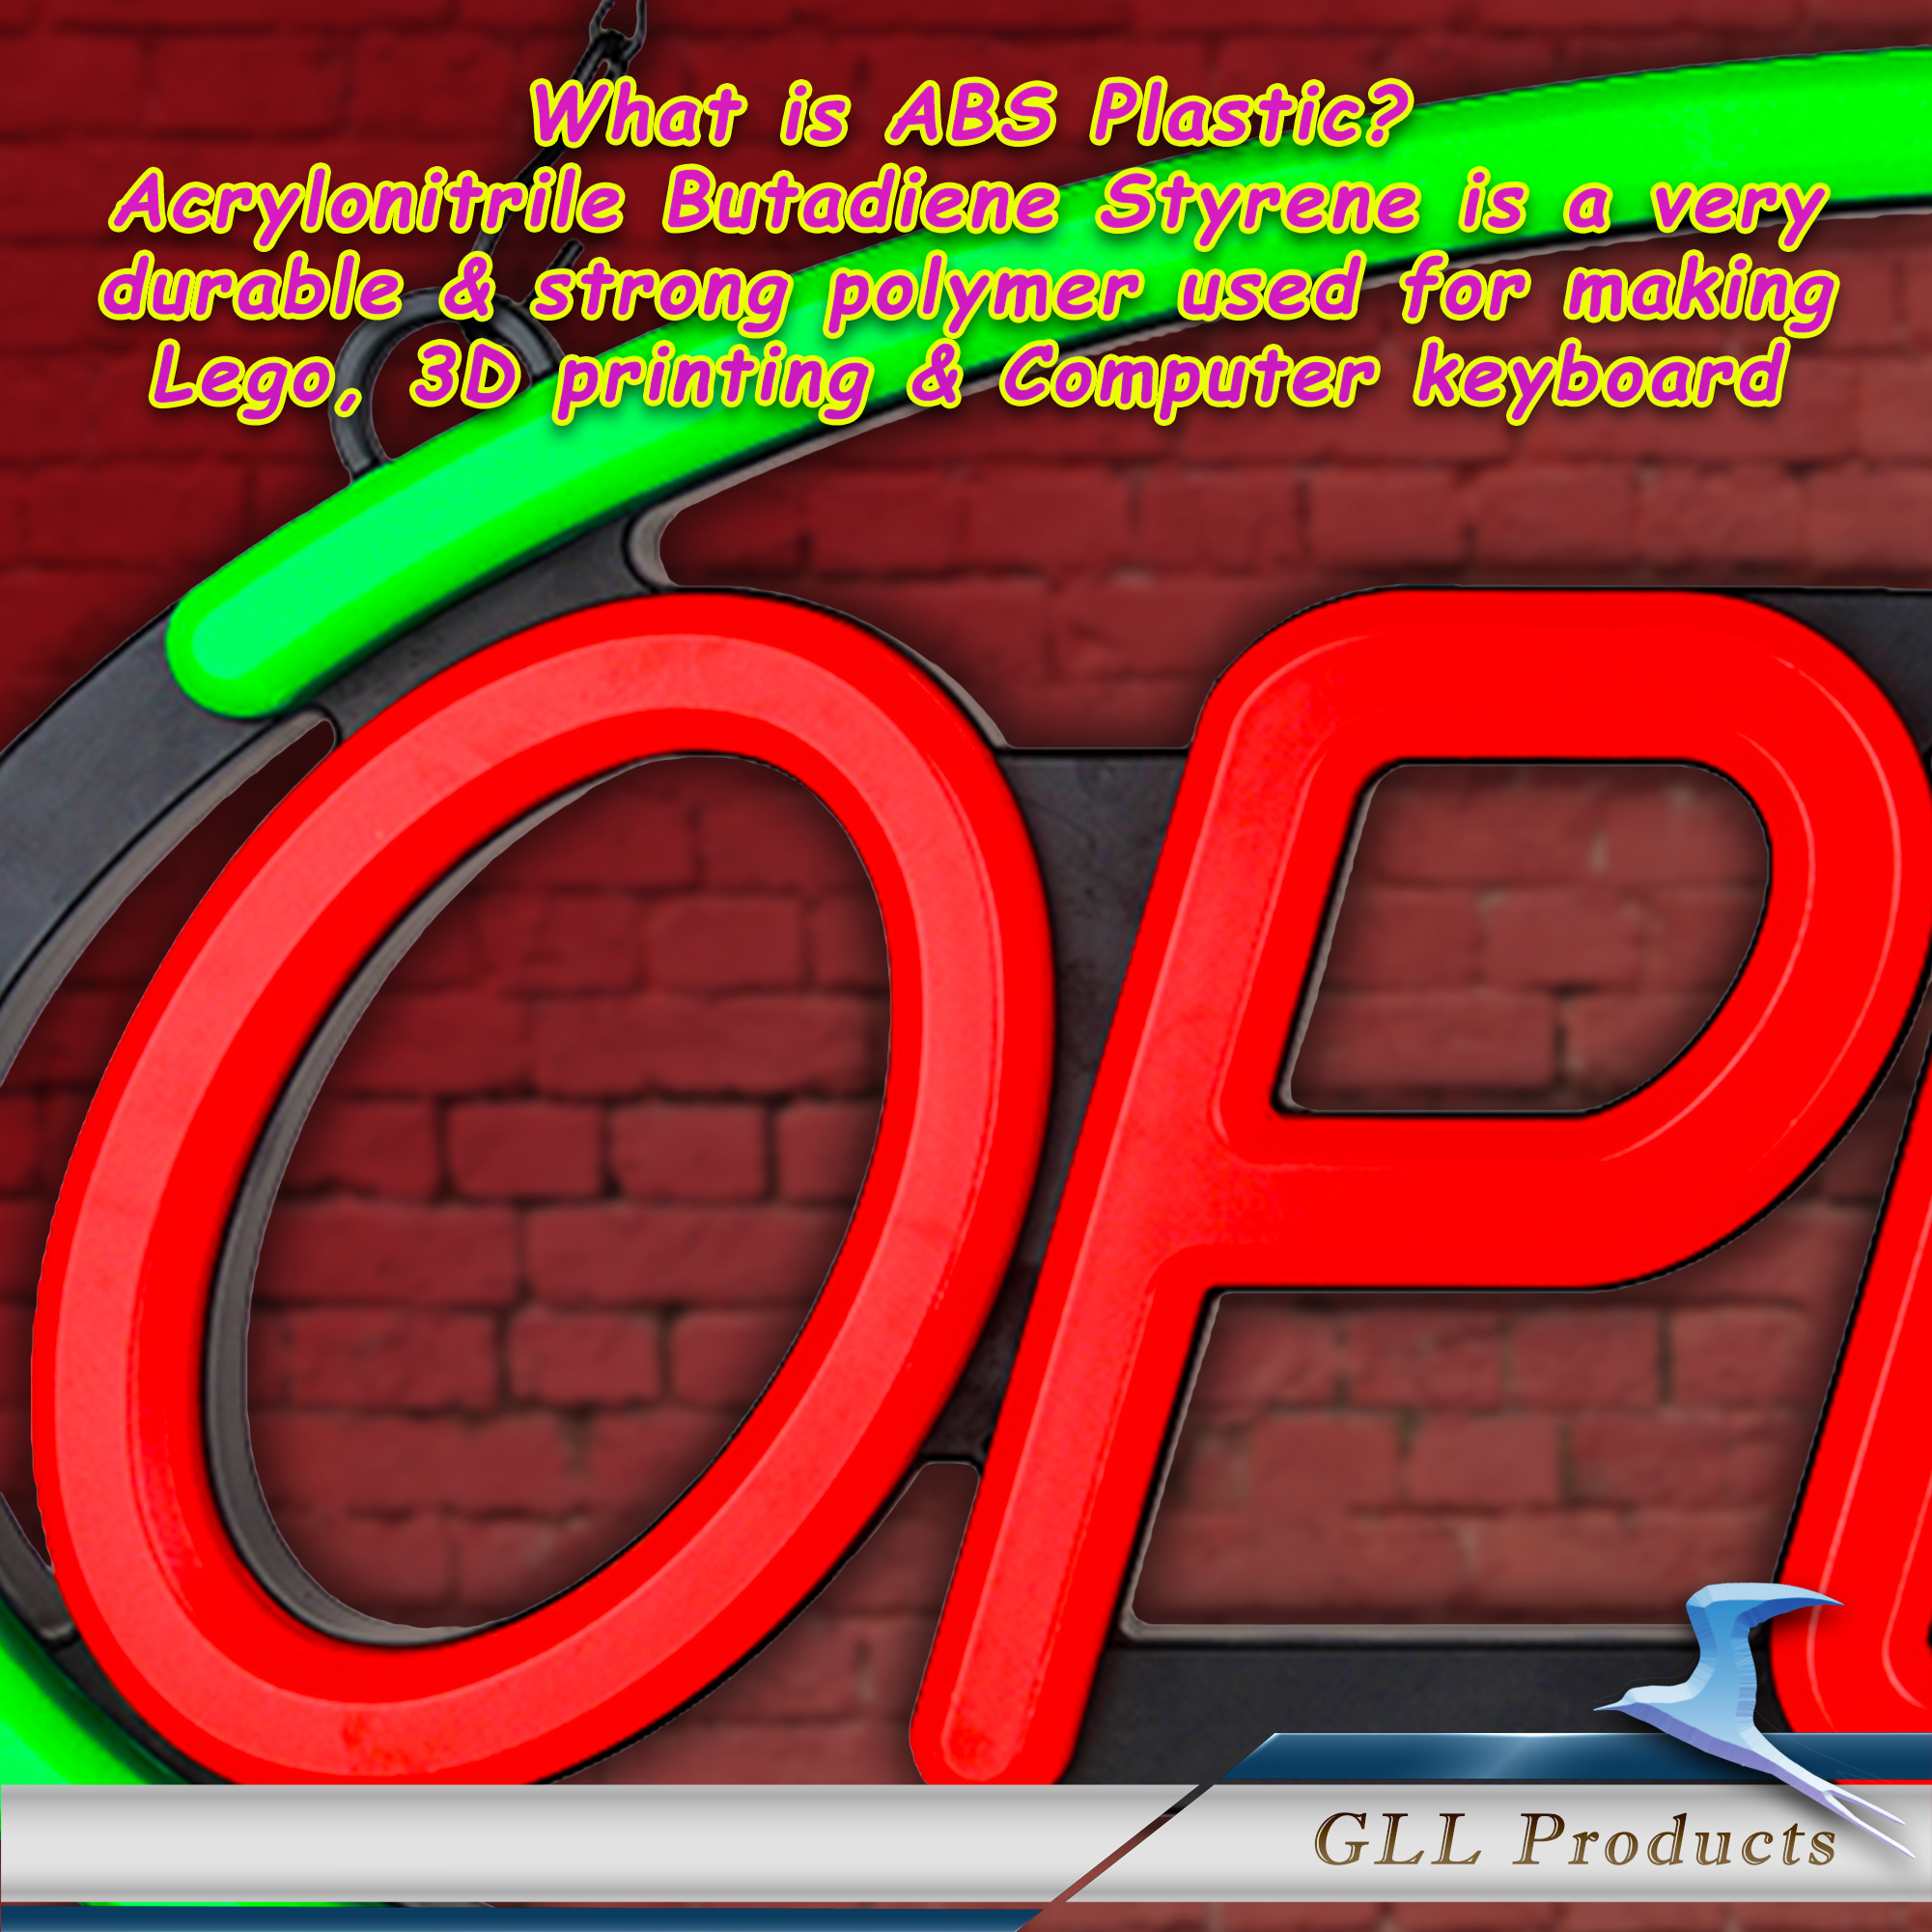 What is ABS Plastic?
Acrylonitrile Butadiene Styrene is a very
durable & strong polymer used for making
Lego, 3D printing & Computer keyboard
OP
GLL Products